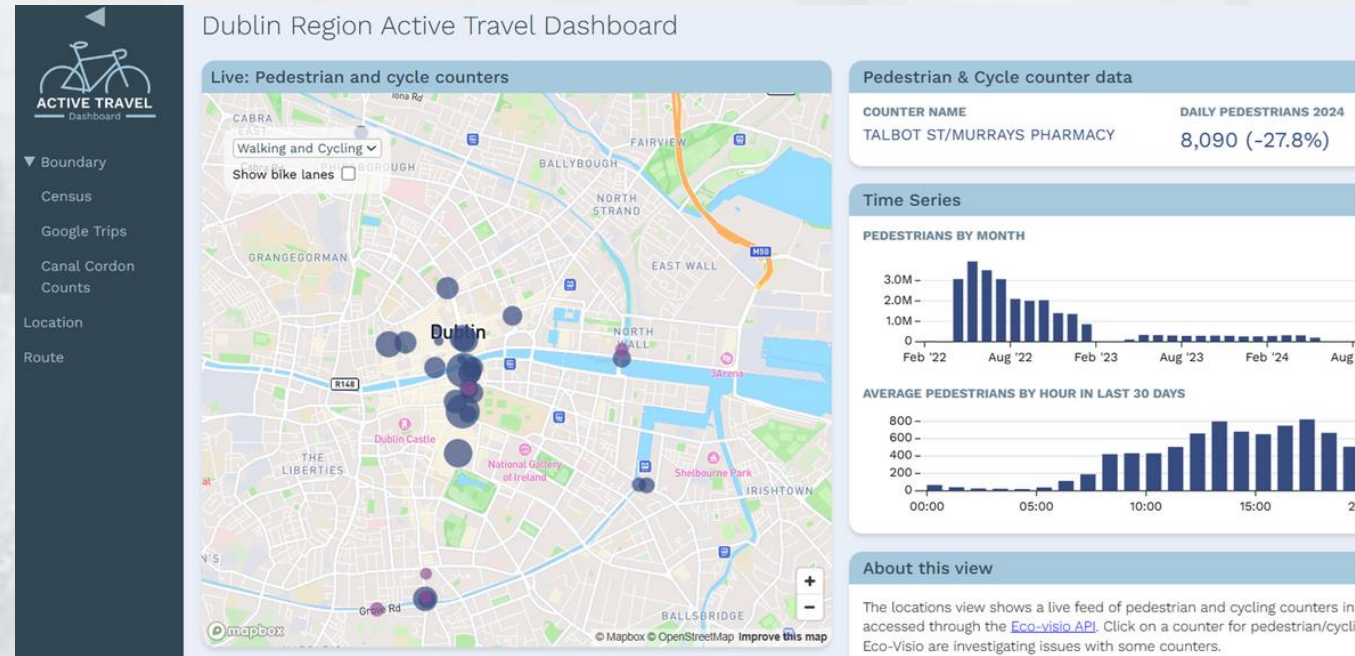 Dublin Region Active Travel Dashboard
ACTIVE TRAVEL
Dashboard
▼ Boundary
Census
Google Trips
Canal Cordon
Counts
Location
Route
Live: Pedestrian and cycle counters
Walking and Cycling
Show bike lanes
Iona Rd
CABRA
EAST
FAIRVIEW
BALLYBOUGH
NORTH
STRAND
M50
GRANGEGORMAN
EAST WALL
Dublin
NORTH
WALL
3Arena
R148
Dublin Castle
THE
LIBERTIES
National Gallery
of Ireland
Shelbourne Park
IRISHTOWN
Grove Rd
BALLSBRIDGE
+
−
mapbox
© Mapbox © OpenStreetMap Improve this map
Pedestrian & Cycle counter data
COUNTER NAME
DAILY PEDESTRIANS 2024
TALBOT ST/MURRAYS PHARMACY
8,090 (-27.8%)
Time Series
PEDESTRIANS BY MONTH
3.0M
2.0M
1.0M
0
Feb '22 Aug '22 Feb '23 Aug '23 Feb '24 Aug
AVERAGE PEDESTRIANS BY HOUR IN LAST 30 DAYS
800
600
400
200
0
00:00 05:00 10:00 15:00 2
About this view
The locations view shows a live feed of pedestrian and cycling counters in
accessed through the Eco-visio API. Click on a counter for pedestrian/cycli
Eco-Visio are investigating issues with some counters.